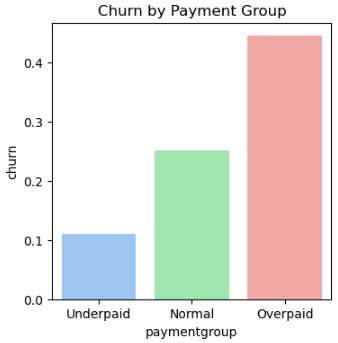 Churn by Payment Group
churn
0.4
0.3
0.2
0.1
0.0
Underpaid Normal Overpaid
paymentgroup